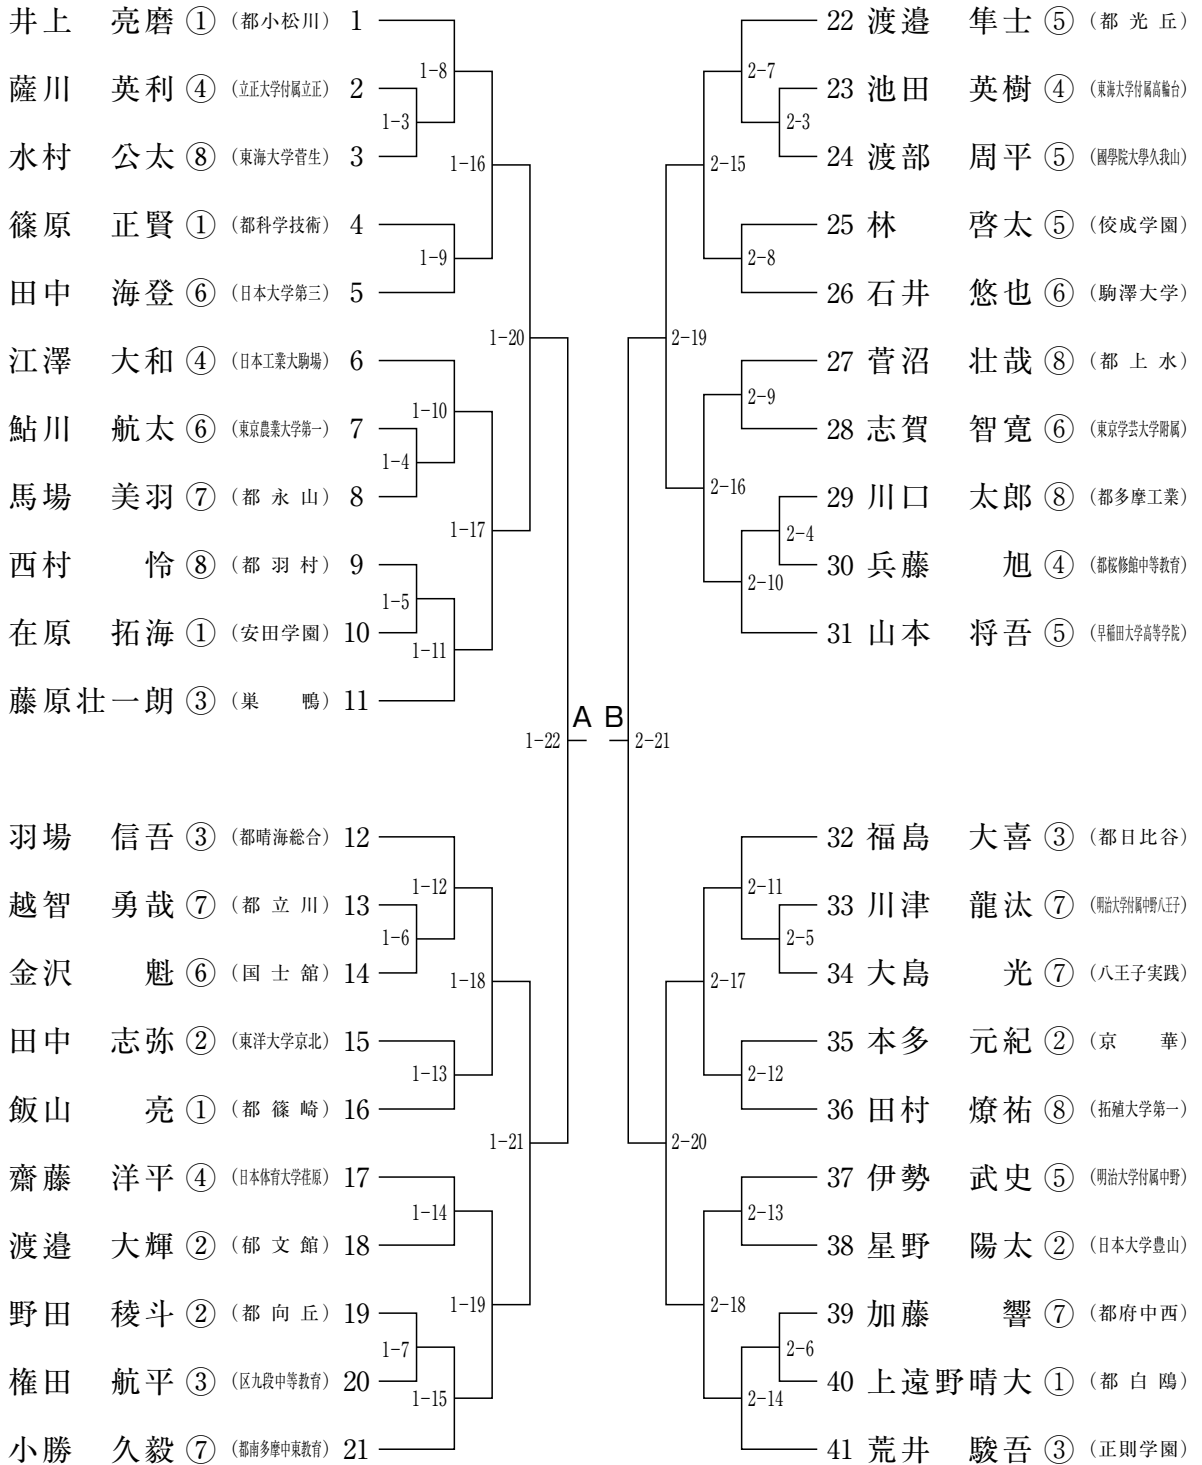 井上 亮磨 ① (都小松川) 1
薩川 英利 ④ (立正大学付属立正) 2
水村 公太 ⑧ (東海大学菅生) 3
篠原 正賢 ① (都科学技術) 4
田中 海登 ⑥ (日本大学第三) 5
江澤 大和 ④ (日本工業大駒場) 6
鮎川 航太 ⑥ (東京農業大学第一) 7
馬場 美羽 ⑦ (都永山) 8
西村 怜 ⑧ (都羽村) 9
在原 拓海 ① (安田学園) 10
藤原壮一朗 ③ (巣鴨) 11
羽場 信吾 ③ (都晴海総合) 12
越智 勇哉 ⑦ (都立川) 13
金沢 魁 ⑥ (国士舘) 14
田中 志弥 ② (東洋大学京北) 15
飯山 亮 ① (都篠崎) 16
齋藤 洋平 ④ (日本体育大学荏原) 17
渡邉 大輝 ② (郁文館) 18
野田 稜斗 ② (都向丘) 19
権田 航平 ③ (区九段中等教育) 20
小勝 久毅 ⑦ (都南多摩中東教育) 21
1-3
1-4
1-5
1-6
1-7
1-8
1-9
1-10
1-11
1-12
1-13
1-14
1-15
1-16
1-17
1-18
1-19
1-20
1-21
1-22
A B
2-21
2-19
2-20
2-15
2-16
2-17
2-18
2-7
2-8
2-9
2-10
2-11
2-12
2-13
2-14
2-3
2-4
2-5
2-6
22 渡邉 隼士 ⑤ (都光丘)
23 池田 英樹 ④ (東海大学付属高輪台)
24 渡部 周平 ⑤ (國學院大學久我山)
25 林 啓太 ⑤ (佼成学園)
26 石井 悠也 ⑥ (駒澤大学)
27 菅沼 壮哉 ⑧ (都上水)
28 志賀 智寛 ⑥ (東京学芸大学附属)
29 川口 太郎 ⑧ (都多摩工業)
30 兵藤 旭 ④ (都桜修館中等教育)
31 山本 将吾 ⑤ (早稲田大学高等学院)
32 福島 大喜 ③ (都日比谷)
33 川津 龍汰 ⑦ (明治大学付属中野八王子)
34 大島 光 ⑦ (八王子実践)
35 本多 元紀 ② (京華)
36 田村 燎祐 ⑧ (拓殖大学第一)
37 伊勢 武史 ⑤ (明治大学付属中野)
38 星野 陽太 ② (日本大学豊山)
39 加藤 響 ⑦ (都府中西)
40 上遠野晴大 ① (都白鴎)
41 荒井 駿吾 ③ (正則学園)